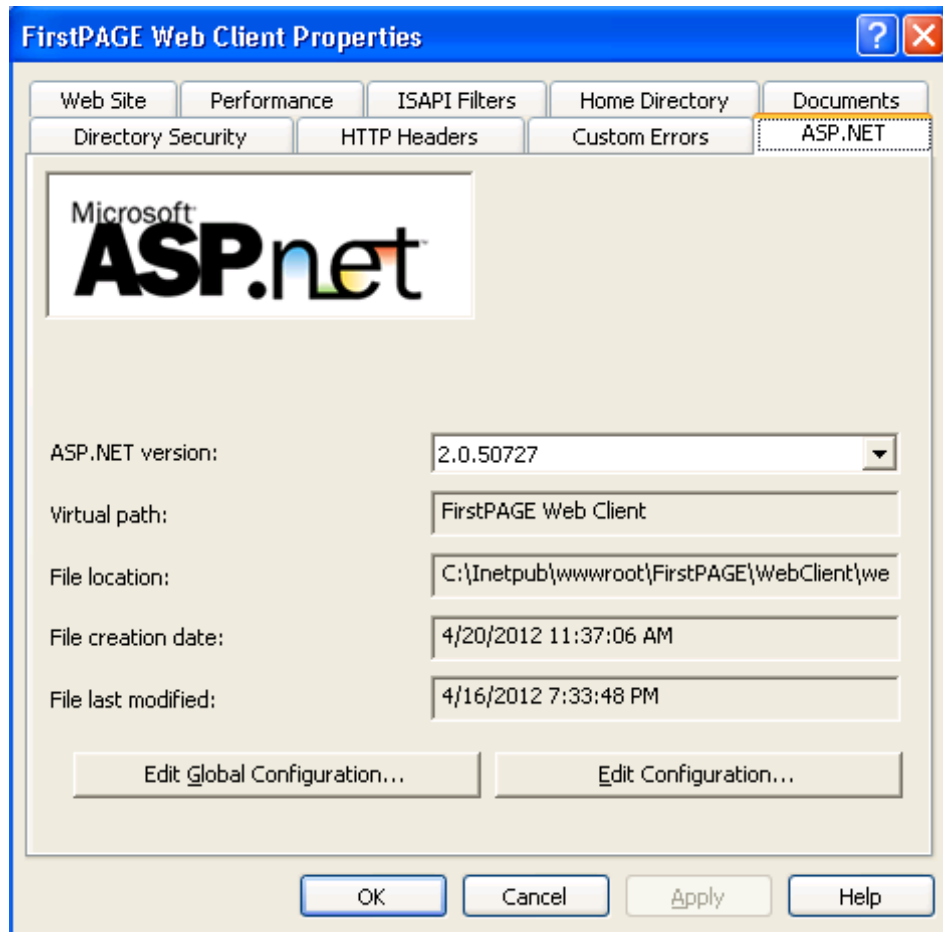 FirstPAGE Web Client Properties
Web Site Performance ISAPI Filters Home Directory Documents
Directory Security HTTP Headers Custom Errors ASP.NET
Microsoft
ASP.net
ASP.NET version: 2.0.50727
Virtual path: FirstPAGE Web Client
File location: C:\Inetpub\wwwroot\FirstPAGE\WebClient\we
File creation date: 4/20/2012 11:37:06 AM
File last modified: 4/16/2012 7:33:48 PM
Edit Global Configuration... Edit Configuration...
OK Cancel Apply Help